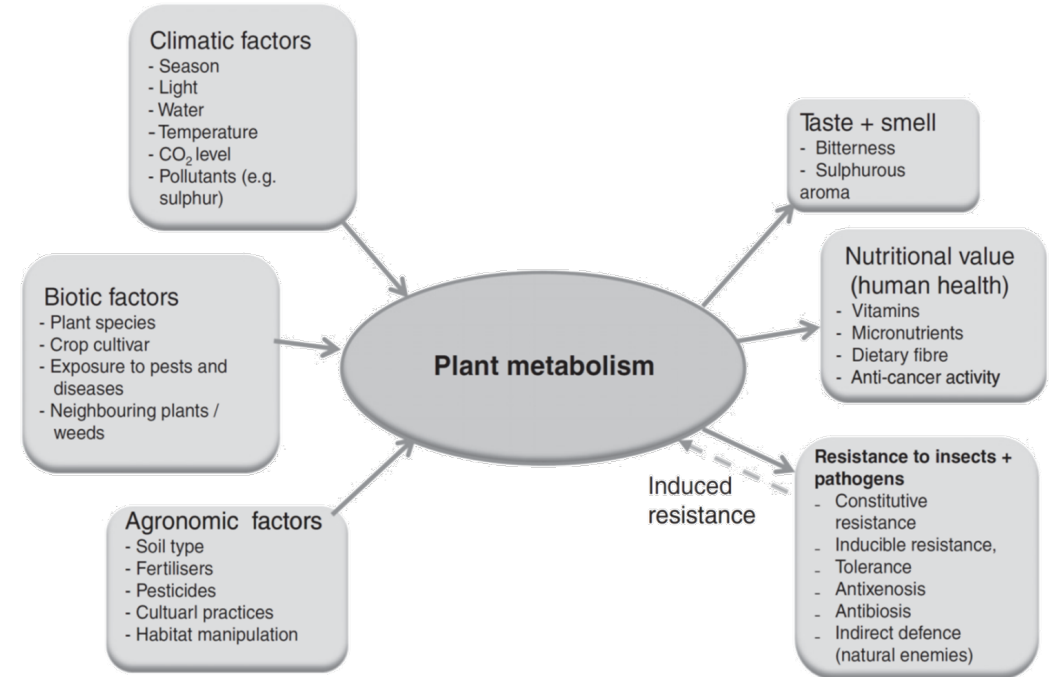 Climatic factors
- Season
- Light
- Water
- Temperature
- CO₂ level
- Pollutants (e.g.
sulphur)
Biotic factors
- Plant species
- Crop cultivar
- Exposure to pests and
diseases
- Neighbouring plants /
weeds
Agronomic factors
- Soil type
- Fertilisers
- Pesticides
- Cultuarl practices
- Habitat manipulation
Plant metabolism
Taste + smell
- Bitterness
- Sulphurous
aroma
Nutritional value
(human health)
- Vitamins
- Micronutrients
- Dietary fibre
- Anti-cancer activity
Induced
resistance
Resistance to insects +
pathogens
- Constitutive
resistance
- Inducible resistance,
- Tolerance
- Antixenosis
- Antibiosis
- Indirect defence
(natural enemies)